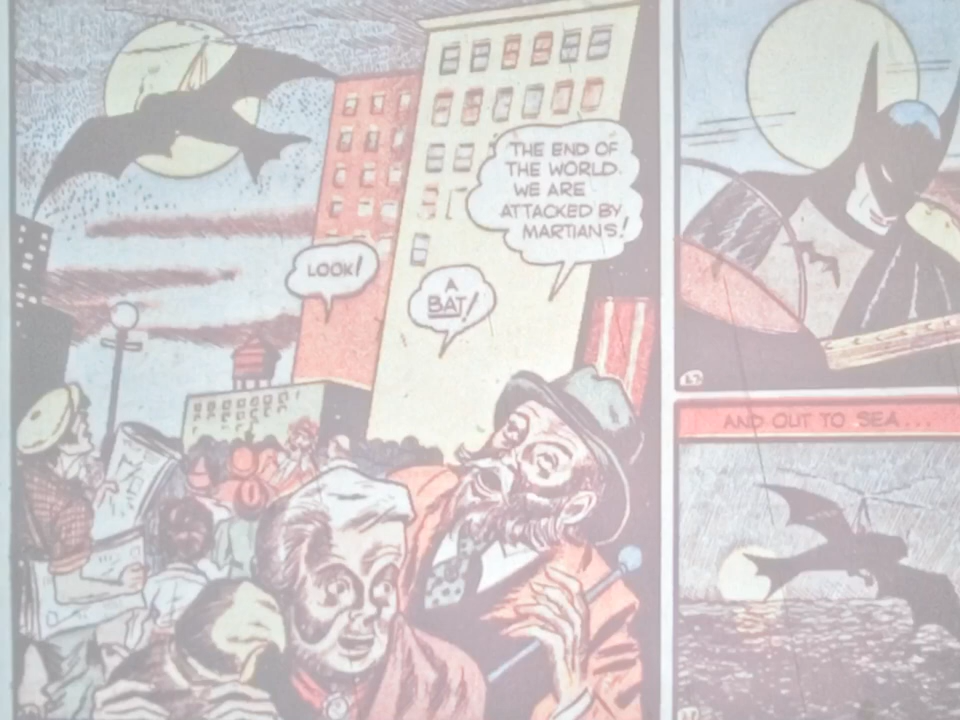 LOOK!
A
BAT!
THE END OF
THE WORLD.
WE ARE
ATTACKED BY
MARTIANS!
AND OUT TO SEA...